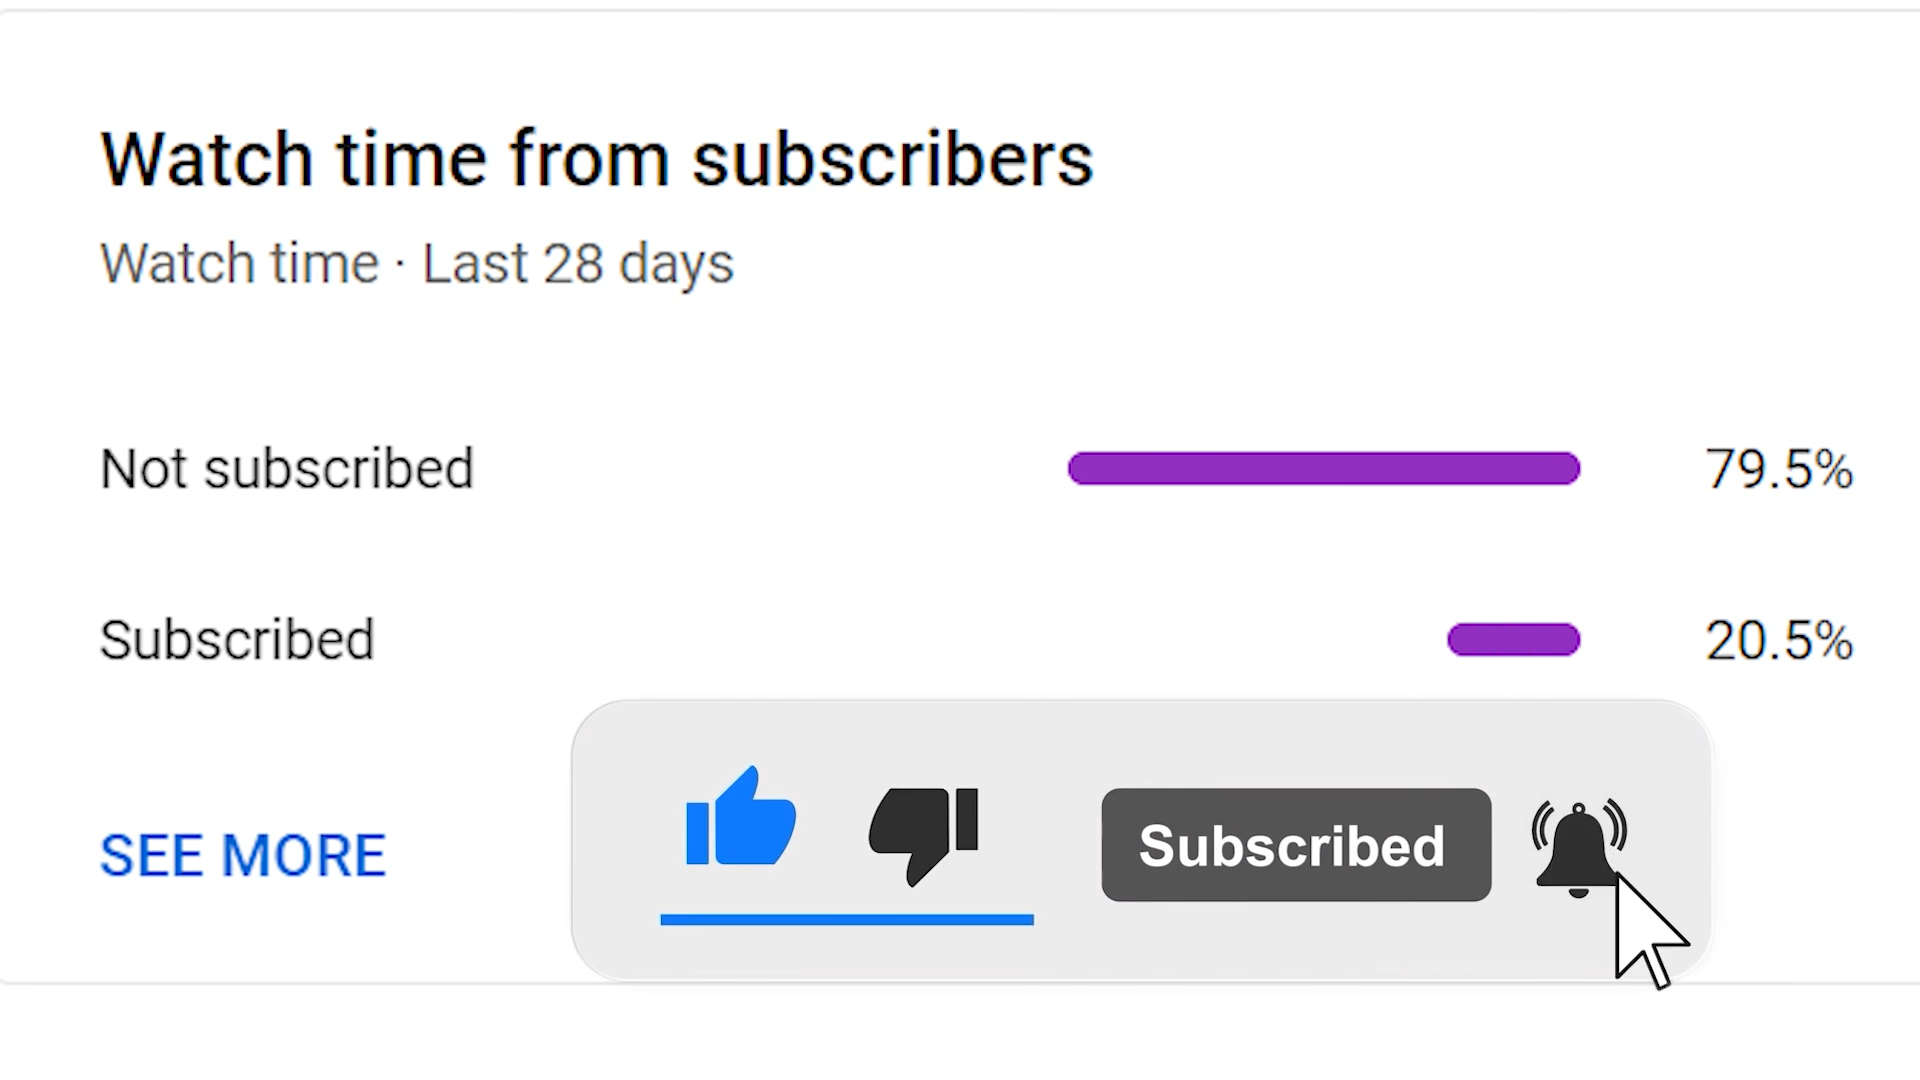 Watch time from subscribers
Watch time · Last 28 days
Not subscribed 79.5%
Subscribed 20.5%
SEE MORE
Subscribed